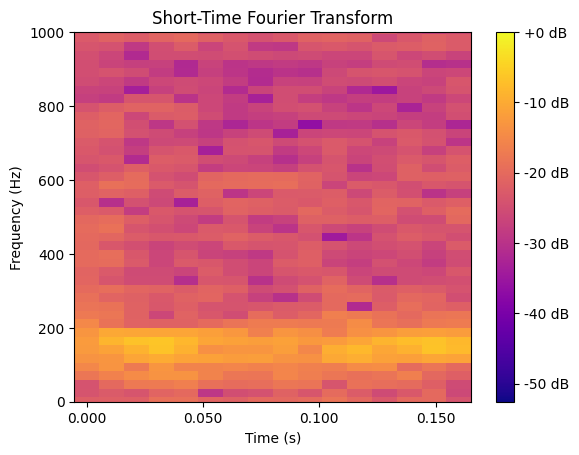 Short-Time Fourier Transform
1000
800
600
400
200
0
Frequency (Hz)
0.000
0.050
0.100
0.150
Time (s)
+0 dB
-10 dB
-20 dB
-30 dB
-40 dB
-50 dB